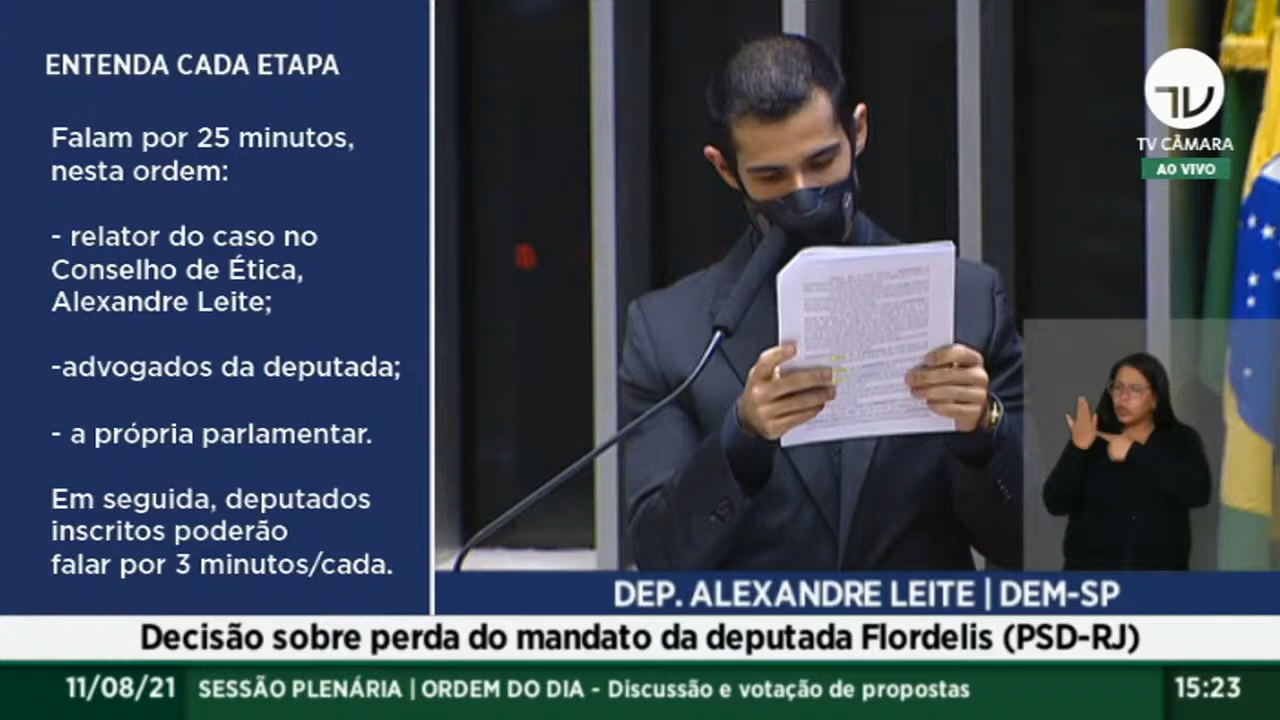 ENTENDA CADA ETAPA
Falam por 25 minutos,
nesta ordem:
- relator do caso no
Conselho de Ética,
Alexandre Leite;
-advogados da deputada;
- a própria parlamentar.
Em seguida, deputados
inscritos poderão
falar por 3 minutos/cada.
TV CÂMARA
AO VIVO
DEP. ALEXANDRE LEITE | DEM-SP
Decisão sobre perda do mandato da deputada Flordelis (PSD-RJ)
11/08/21 SESSÃO PLENÁRIA | ORDEM DO DIA - Discussão e votação de propostas 15:23